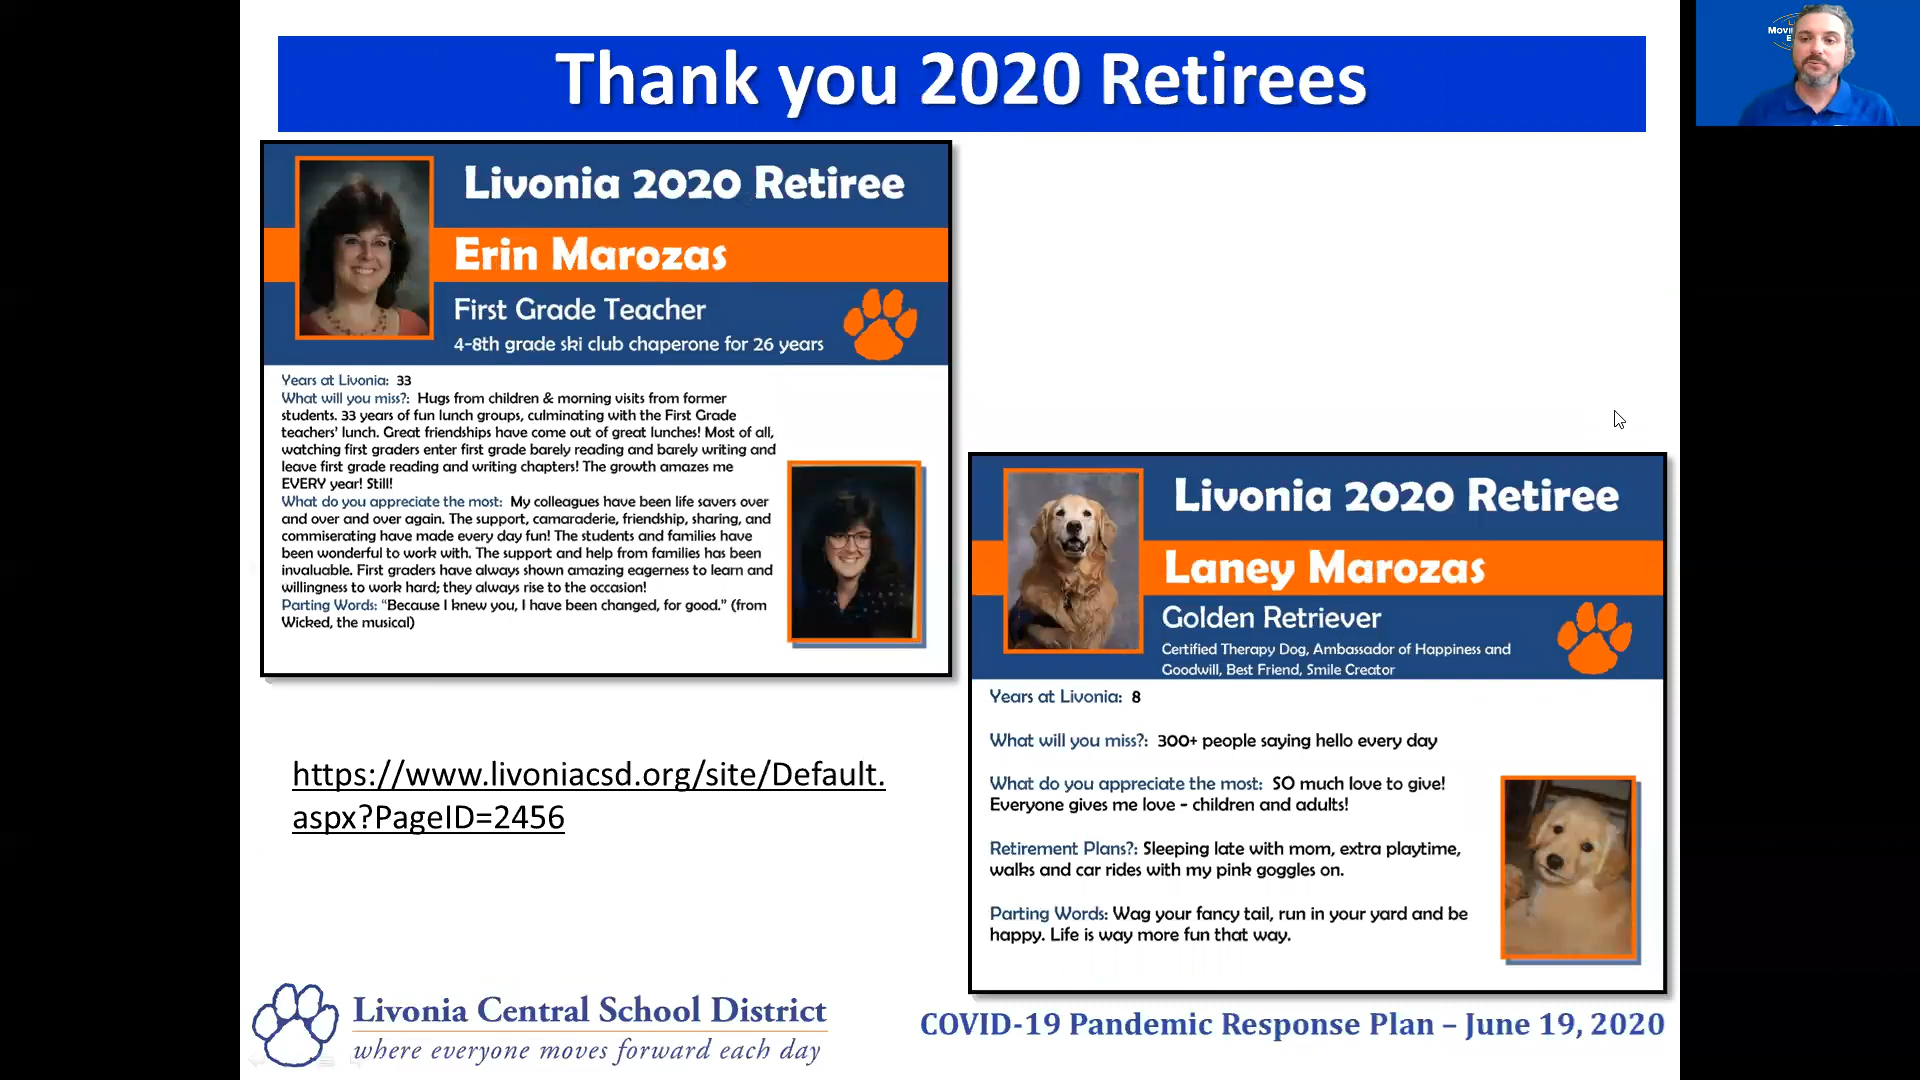 Thank you 2020 Retirees
Livonia 2020 Retiree
Erin Marozas
First Grade Teacher
4-8th grade ski club chaperone for 26 years
Years at Livonia: 33
What will you miss?: Hugs from children & morning visits from former
students. 33 years of fun lunch groups, culminating with the First Grade
teachers' lunch. Great friendships have come out of great lunches! Most of all,
watching first graders enter first grade barely reading and barely writing and
leave first grade reading and writing chapters! The growth amazes me
EVERY year! Still!
What do you appreciate the most: My colleagues have been life savers over
and over and over again. The support, camaraderie, friendship, sharing, and
commiserating have made every day fun! The students and families have
been wonderful to work with. The support and help from families has been
invaluable. First graders have always shown amazing eagerness to learn and
willingness to work hard; they always rise to the occasion!
Parting Words: "Because I knew you, I have been changed, for good." (from
Wicked, the musical)
Livonia 2020 Retiree
Laney Marozas
Golden Retriever
Certified Therapy Dog, Ambassador of Happiness and
Goodwill, Best Friend, Smile Creator
Years at Livonia: 8
What will you miss?: 300+ people saying hello every day
What do you appreciate the most: SO much love to give!
Everyone gives me love - children and adults!
Retirement Plans?: Sleeping late with mom, extra playtime,
walks and car rides with my pink goggles on.
Parting Words: Wag your fancy tail, run in your yard and be
happy. Life is way more fun that way.
https://www.livoniacsd.org/site/Default.
aspx?PageID=2456
Livonia Central School District
where everyone moves forward each day
COVID-19 Pandemic Response Plan – June 19, 2020